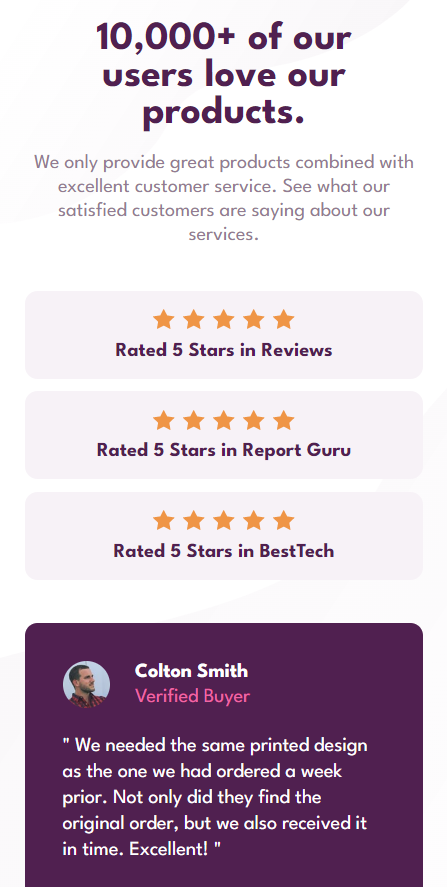 10,000+ of our
users love our
products.
We only provide great products combined with
excellent customer service. See what our
satisfied customers are saying about our
services.
Rated 5 Stars in Reviews
Rated 5 Stars in Report Guru
Rated 5 Stars in BestTech
Colton Smith
Verified Buyer
" We needed the same printed design
as the one we had ordered a week
prior. Not only did they find the
original order, but we also received it
in time. Excellent! "